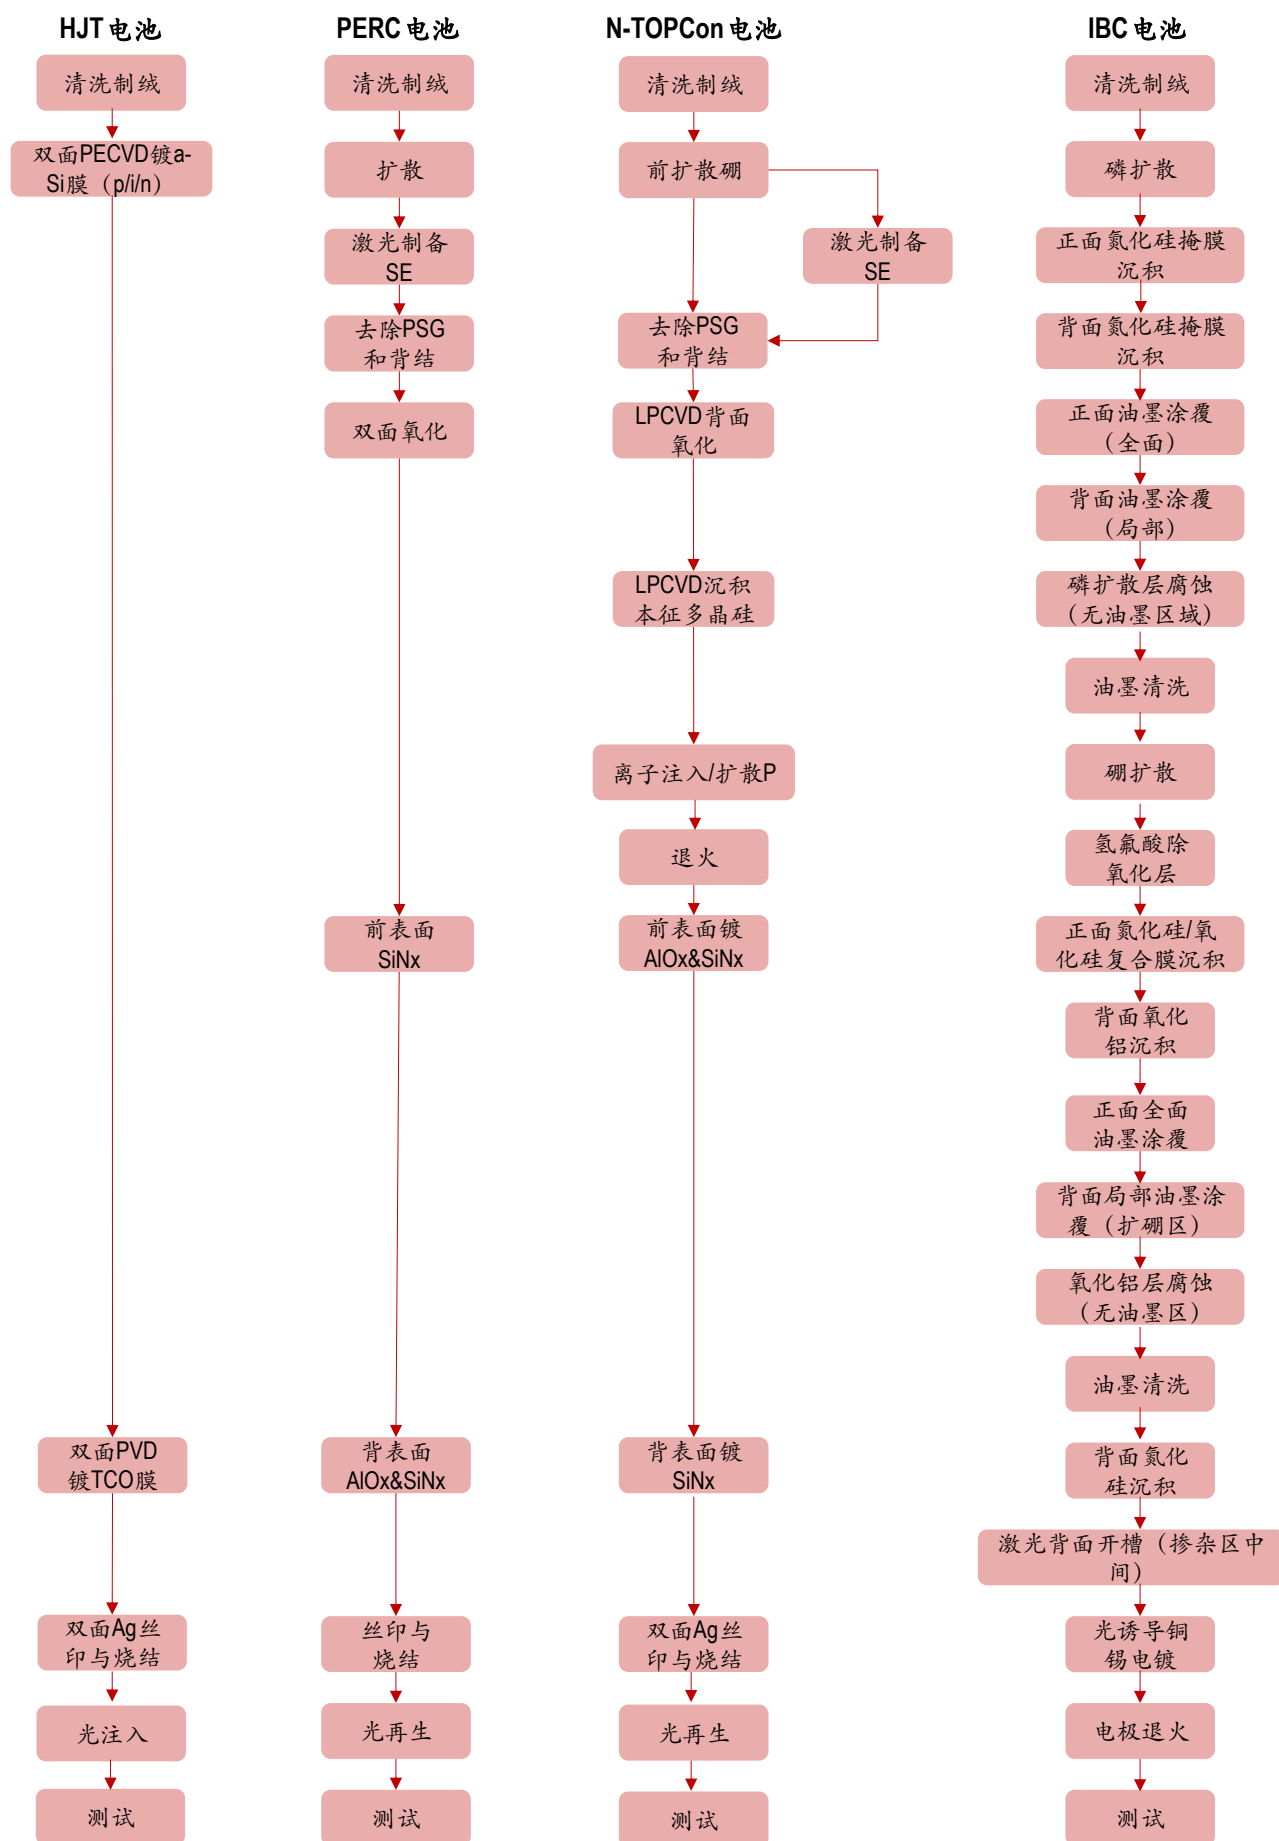 HJT电池
清洗制绒
双面PECVD镀a-
Si膜（p/i/n）
双面PVD
镀TCO膜
双面Ag丝
印与烧结
光注入
测试
PERC电池
清洗制绒
扩散
激光制备
SE
去除PSG
和背结
双面氧化
前表面
SiNx
背表面
AlOx&SiNx
丝印与
烧结
光再生
测试
N-TOPCon电池
清洗制绒
前扩散硼
激光制备
SE
去除PSG
和背结
LPCVD背面
氧化
LPCVD沉积
本征多晶硅
离子注入/扩散P
退火
前表面镀
AlOx&SiNx
背表面镀
SiNx
双面Ag丝
印与烧结
光再生
测试
IBC电池
清洗制绒
磷扩散
正面氮化硅掩膜
沉积
背面氮化硅掩膜
沉积
正面油墨涂覆
（全面）
背面油墨涂覆
（局部）
磷扩散层腐蚀
（无油墨区域）
油墨清洗
硼扩散
氢氟酸除
氧化层
正面氮化硅/氧
化硅复合膜沉积
背面氧化
铝沉积
正面全面
油墨涂覆
背面局部油墨涂
覆（扩硼区）
氧化铝层腐蚀
（无油墨区）
油墨清洗
背面氮化
硅沉积
激光背面开槽（掺杂区中
间）
光诱导铜
锡电镀
电极退火
测试